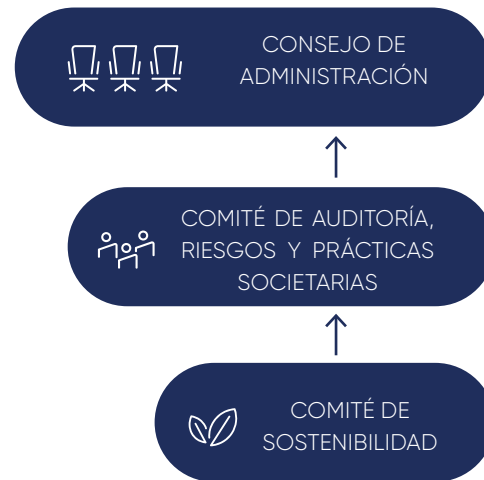 CONSEJO DE
ADMINISTRACIÓN
COMITÉ DE AUDITORÍA,
RIESGOS Y PRÁCTICAS
SOCIETARIAS
COMITÉ DE
SOSTENIBILIDAD